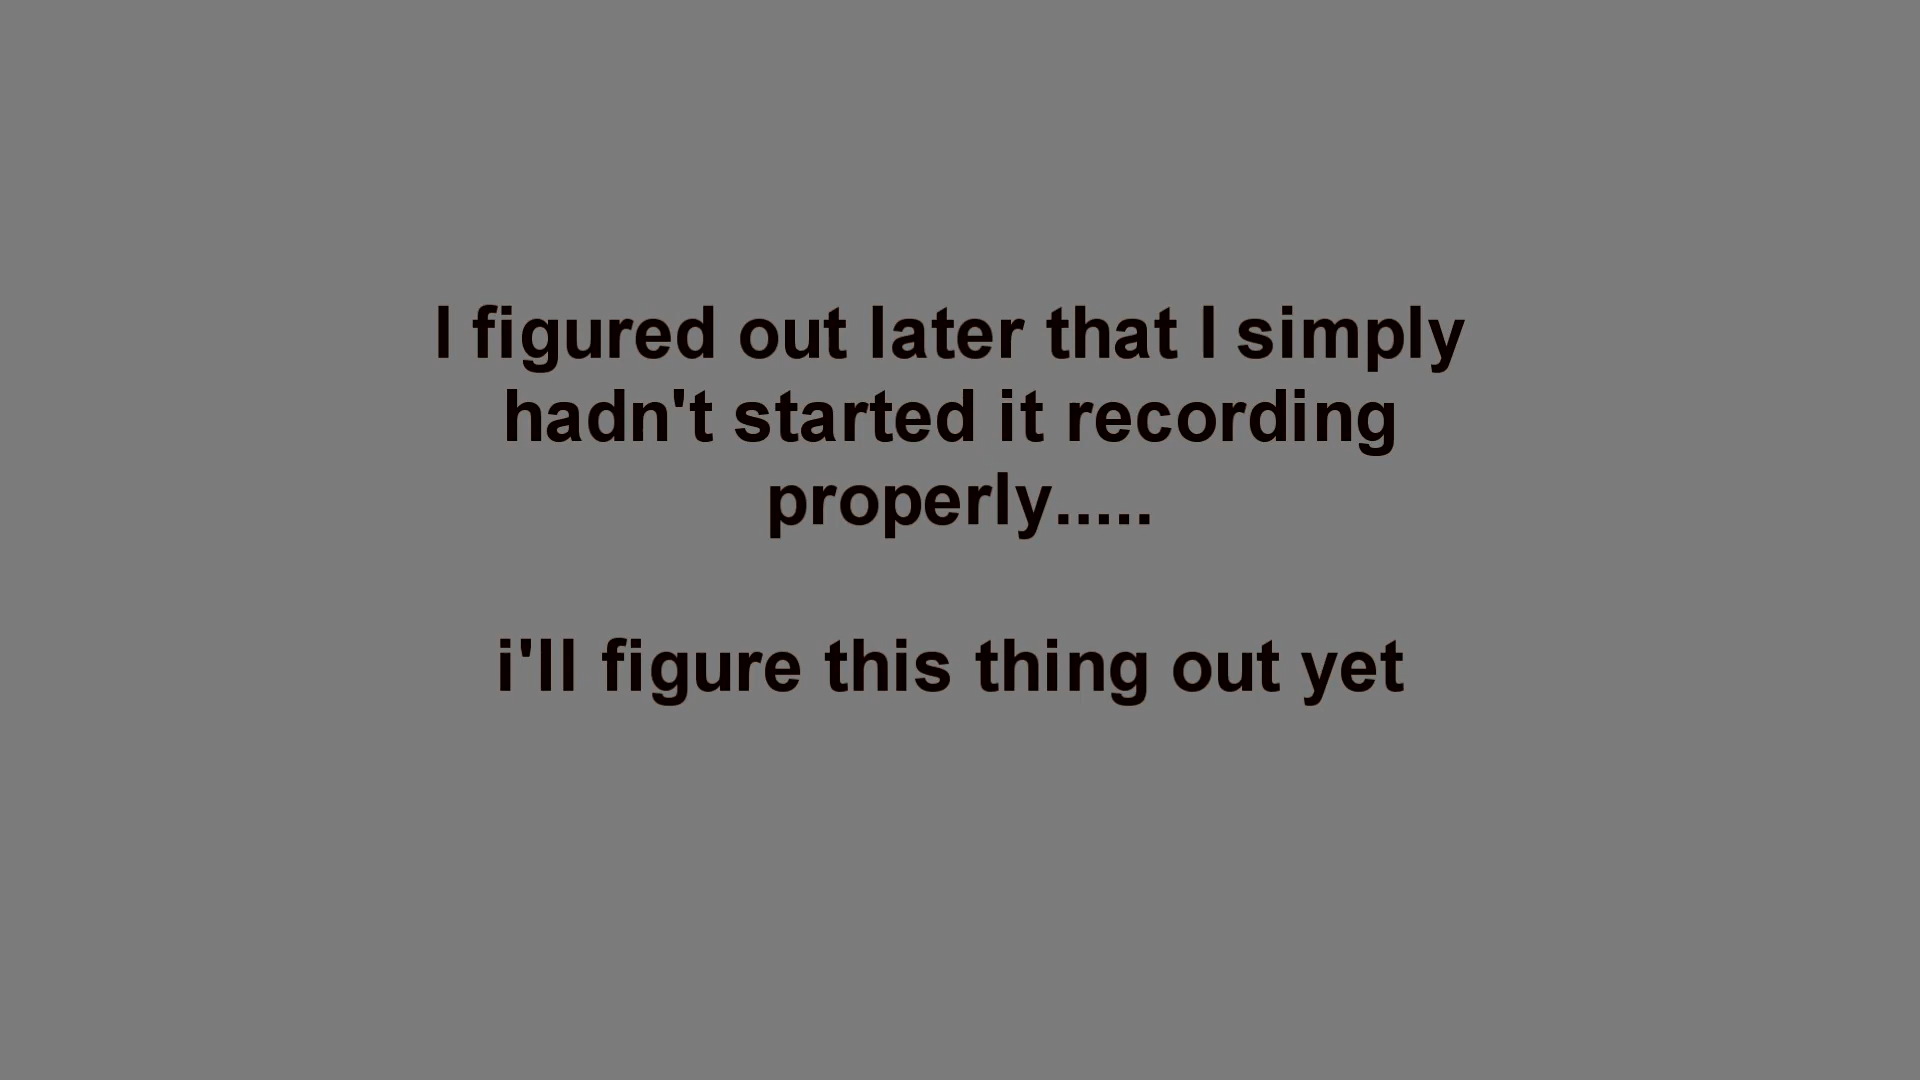 I figured out later that I simply
hadn't started it recording
properly.....
i'll figure this thing out yet